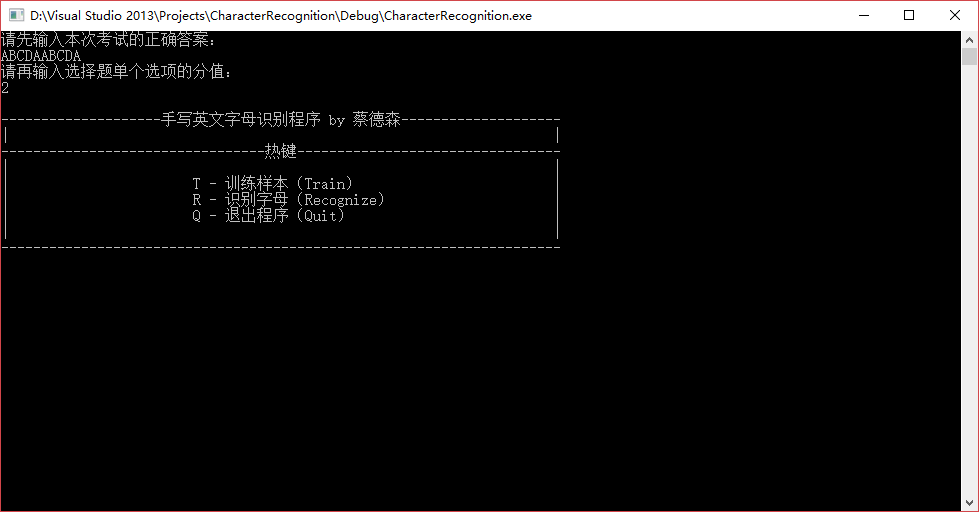 D:\Visual Studio 2013\Projects\CharacterRecognition\Debug\CharacterRecognition.exe
请先输入本次考试的正确答案：
ABCDAABCDA
请再输入选择题单个选项的分值：
2
--------------------手写英文字母识别程序 by 蔡德森--------------------
|                                                                    |
---------------------------------热键---------------------------------
|                                                                    |
T - 训练样本（Train）
R - 识别字母（Recognize）
Q - 退出程序（Quit）
|                                                                    |
----------------------------------------------------------------------